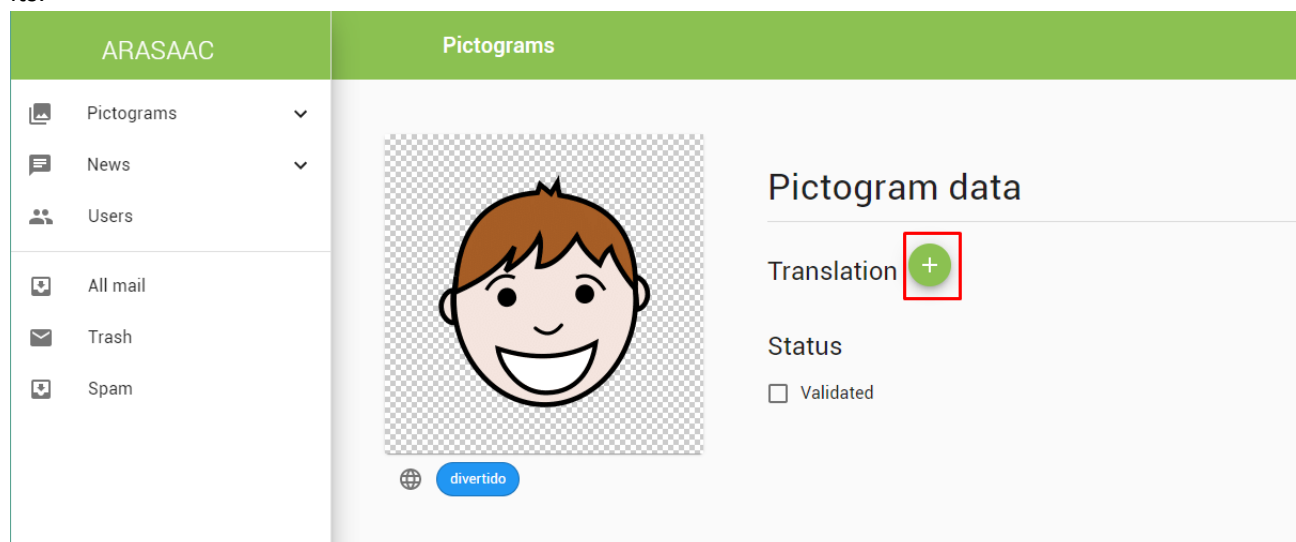 ARASAAC
Pictograms
Pictograms
News
Users
All mail
Trash
Spam
Pictogram data
Translation +
Status
Validated
divertido